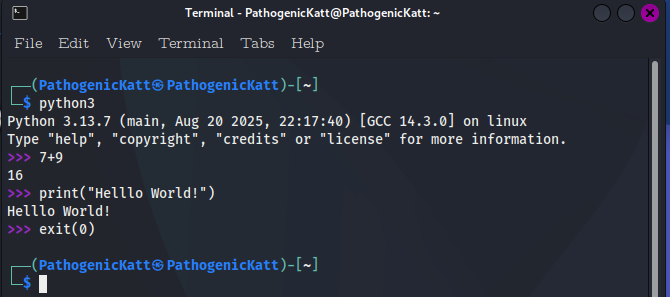 Terminal - PathogenicKatt@PathogenicKatt: ~
File Edit View Terminal Tabs Help
┌──(PathogenicKatt㉿PathogenicKatt)-[~]
└─$ python3
Python 3.13.7 (main, Aug 20 2025, 22:17:40) [GCC 14.3.0] on linux
Type "help", "copyright", "credits" or "license" for more information.
>>> 7+9
16
>>> print("Helllo World!")
Helllo World!
>>> exit(0)
┌──(PathogenicKatt㉿PathogenicKatt)-[~]
└─$